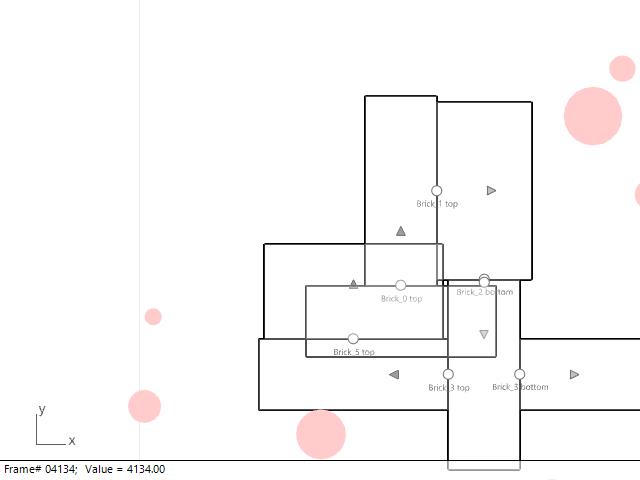 Brick_1 top
Brick_2 bottom
Brick_0 top
Brick_5 top
Brick_3 top
Brick_3 bottom
y
x
Frame# 04134; Value = 4134.00